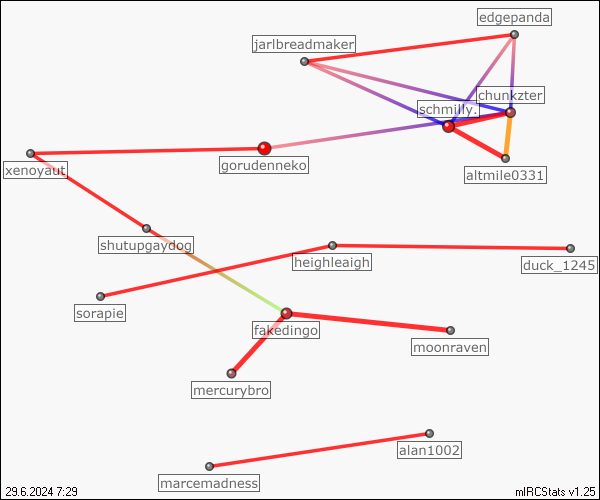 edgepanda
jarlbreadmaker
chunkzter
schmilly.
gorudenneko
xenoyaut
altmile0331
shutupgaydog
heighleaigh
duck_1245
sorapie
fakedingo
moonraven
mercurybro
alan1002
marcemadness
29.6.2024 7:29
mIRCStats v1.25